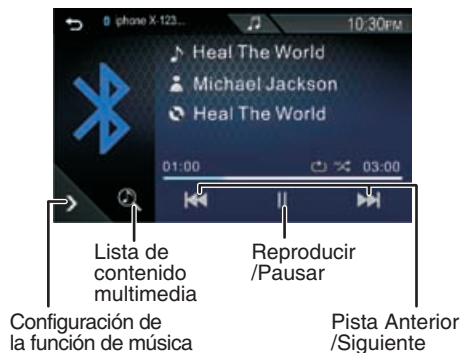 iphone X-123...
10:30PM
Heal The World
Michael Jackson
Heal The World
01:00
03:00
Lista de
contenido
multimedia
Reproducir
/Pausar
Configuración de
la función de música
Pista Anterior
/Siguiente